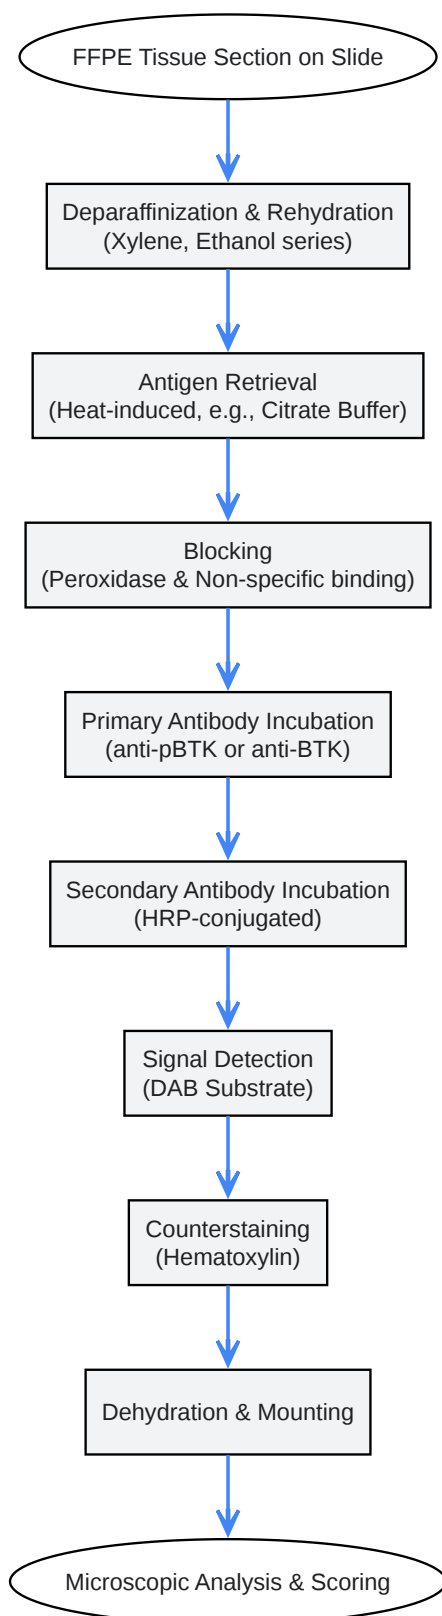 FFPE Tissue Section on Slide
Deparaffinization & Rehydration
(Xylene, Ethanol series)
Antigen Retrieval
(Heat-induced, e.g., Citrate Buffer)
Blocking
(Peroxidase & Non-specific binding)
Primary Antibody Incubation
(anti-pBTK or anti-BTK)
Secondary Antibody Incubation
(HRP-conjugated)
Signal Detection
(DAB Substrate)
Counterstaining
(Hematoxylin)
Dehydration & Mounting
Microscopic Analysis & Scoring